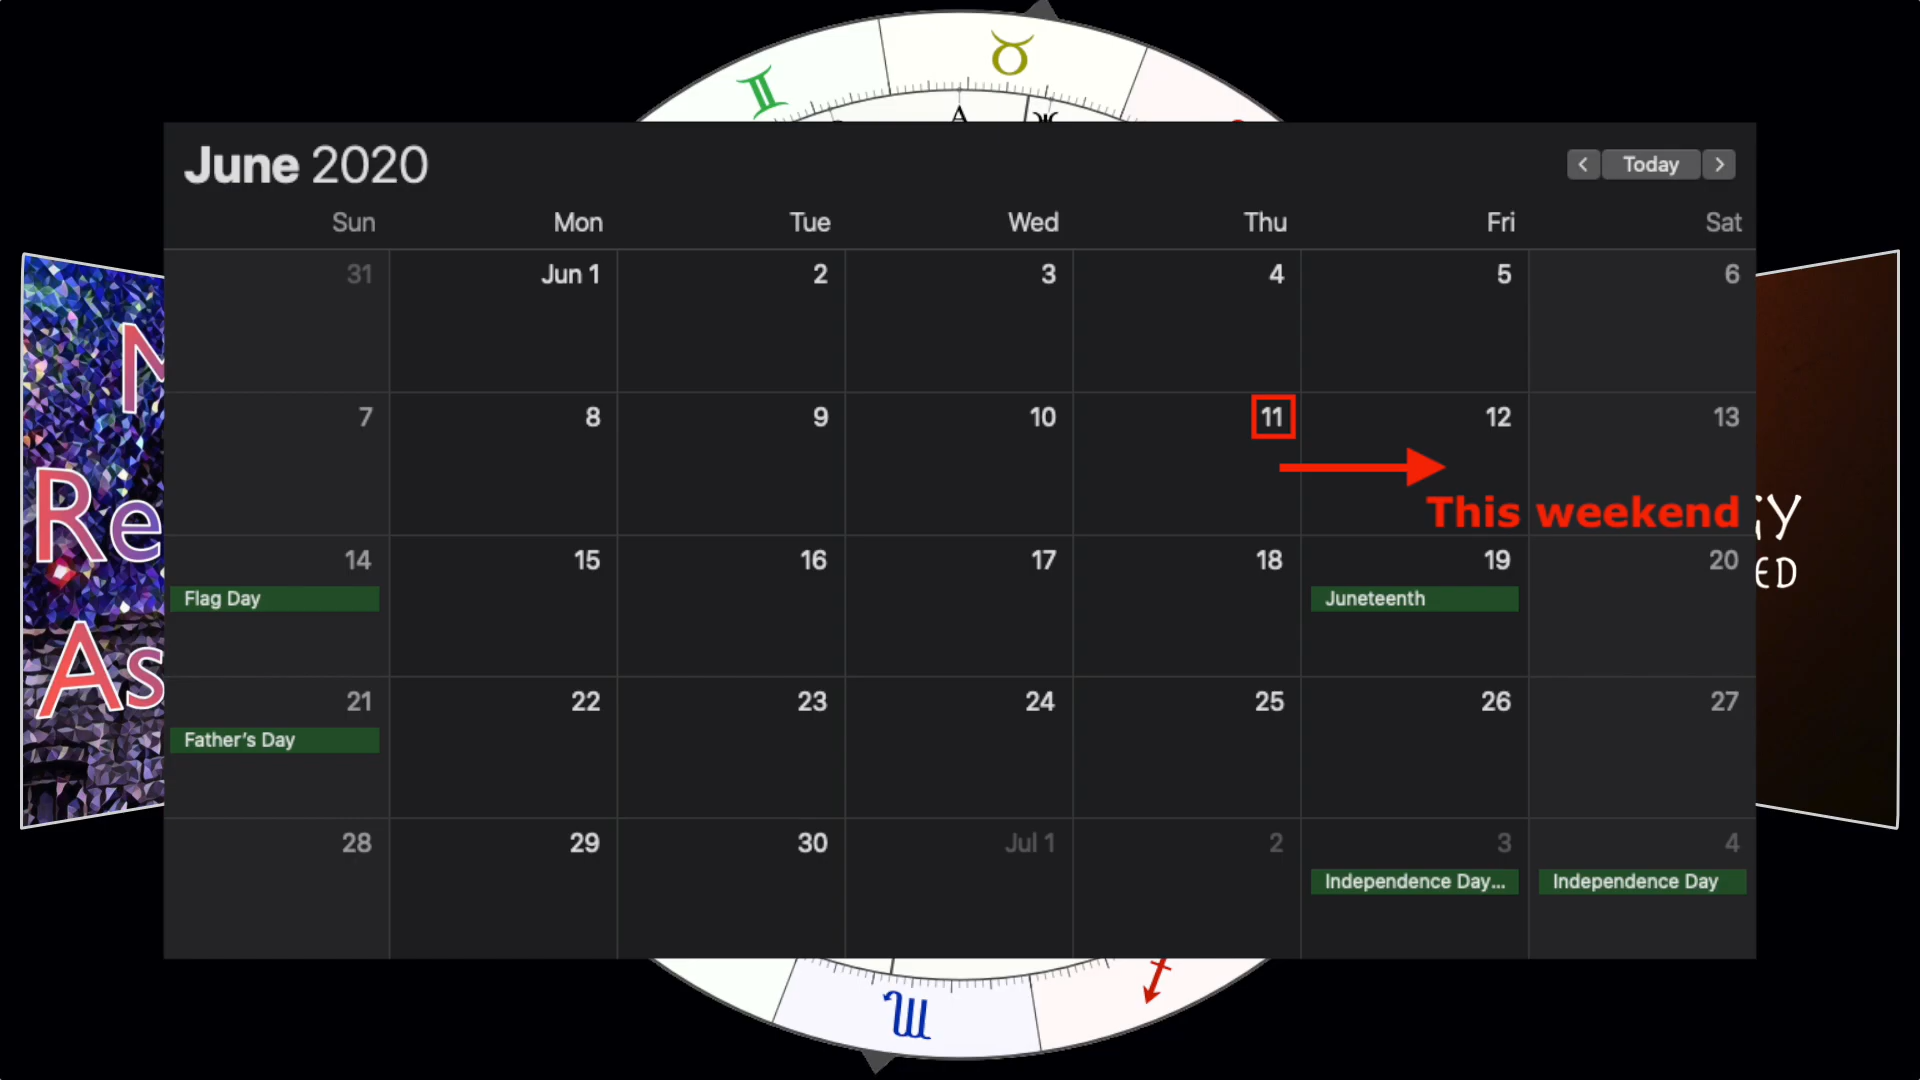 June 2020
< Today >
Sun Mon Tue Wed Thu Fri Sat
31 Jun 1 2 3 4 5 6
7 8 9 10 11 12 13
This weekend
14 15 16 17 18 19 20
Flag Day Juneteenth
21 22 23 24 25 26 27
Father's Day
28 29 30 Jul 1 2 3 4
Independence Day... Independence Day